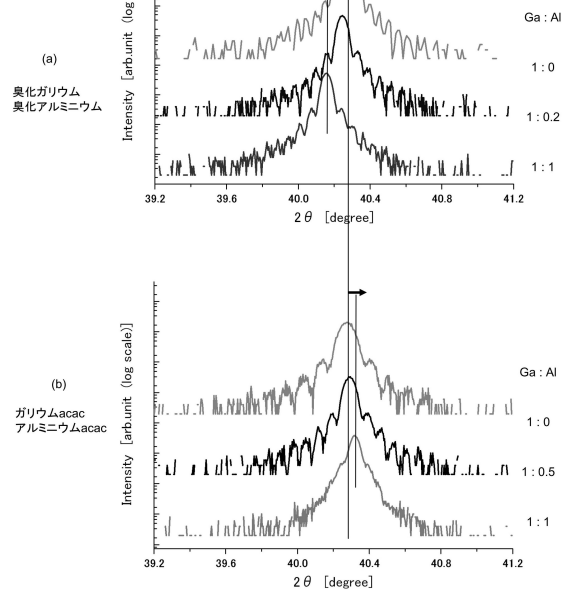 (a)
臭化ガリウム
臭化アルミニウム
Intensity [arb.unit (log
Ga : Al
1 : 0
1 : 0.2
1 : 1
39.2 39.6 40.0 40.4 40.8 41.2
2θ [degree]
(b)
ガリウムacac
アルミニウムacac
Intensity [arb.unit (log scale)]
Ga : Al
1 : 0
1 : 0.5
1 : 1
39.2 39.6 40.0 40.4 40.8 41.2
2θ [degree]